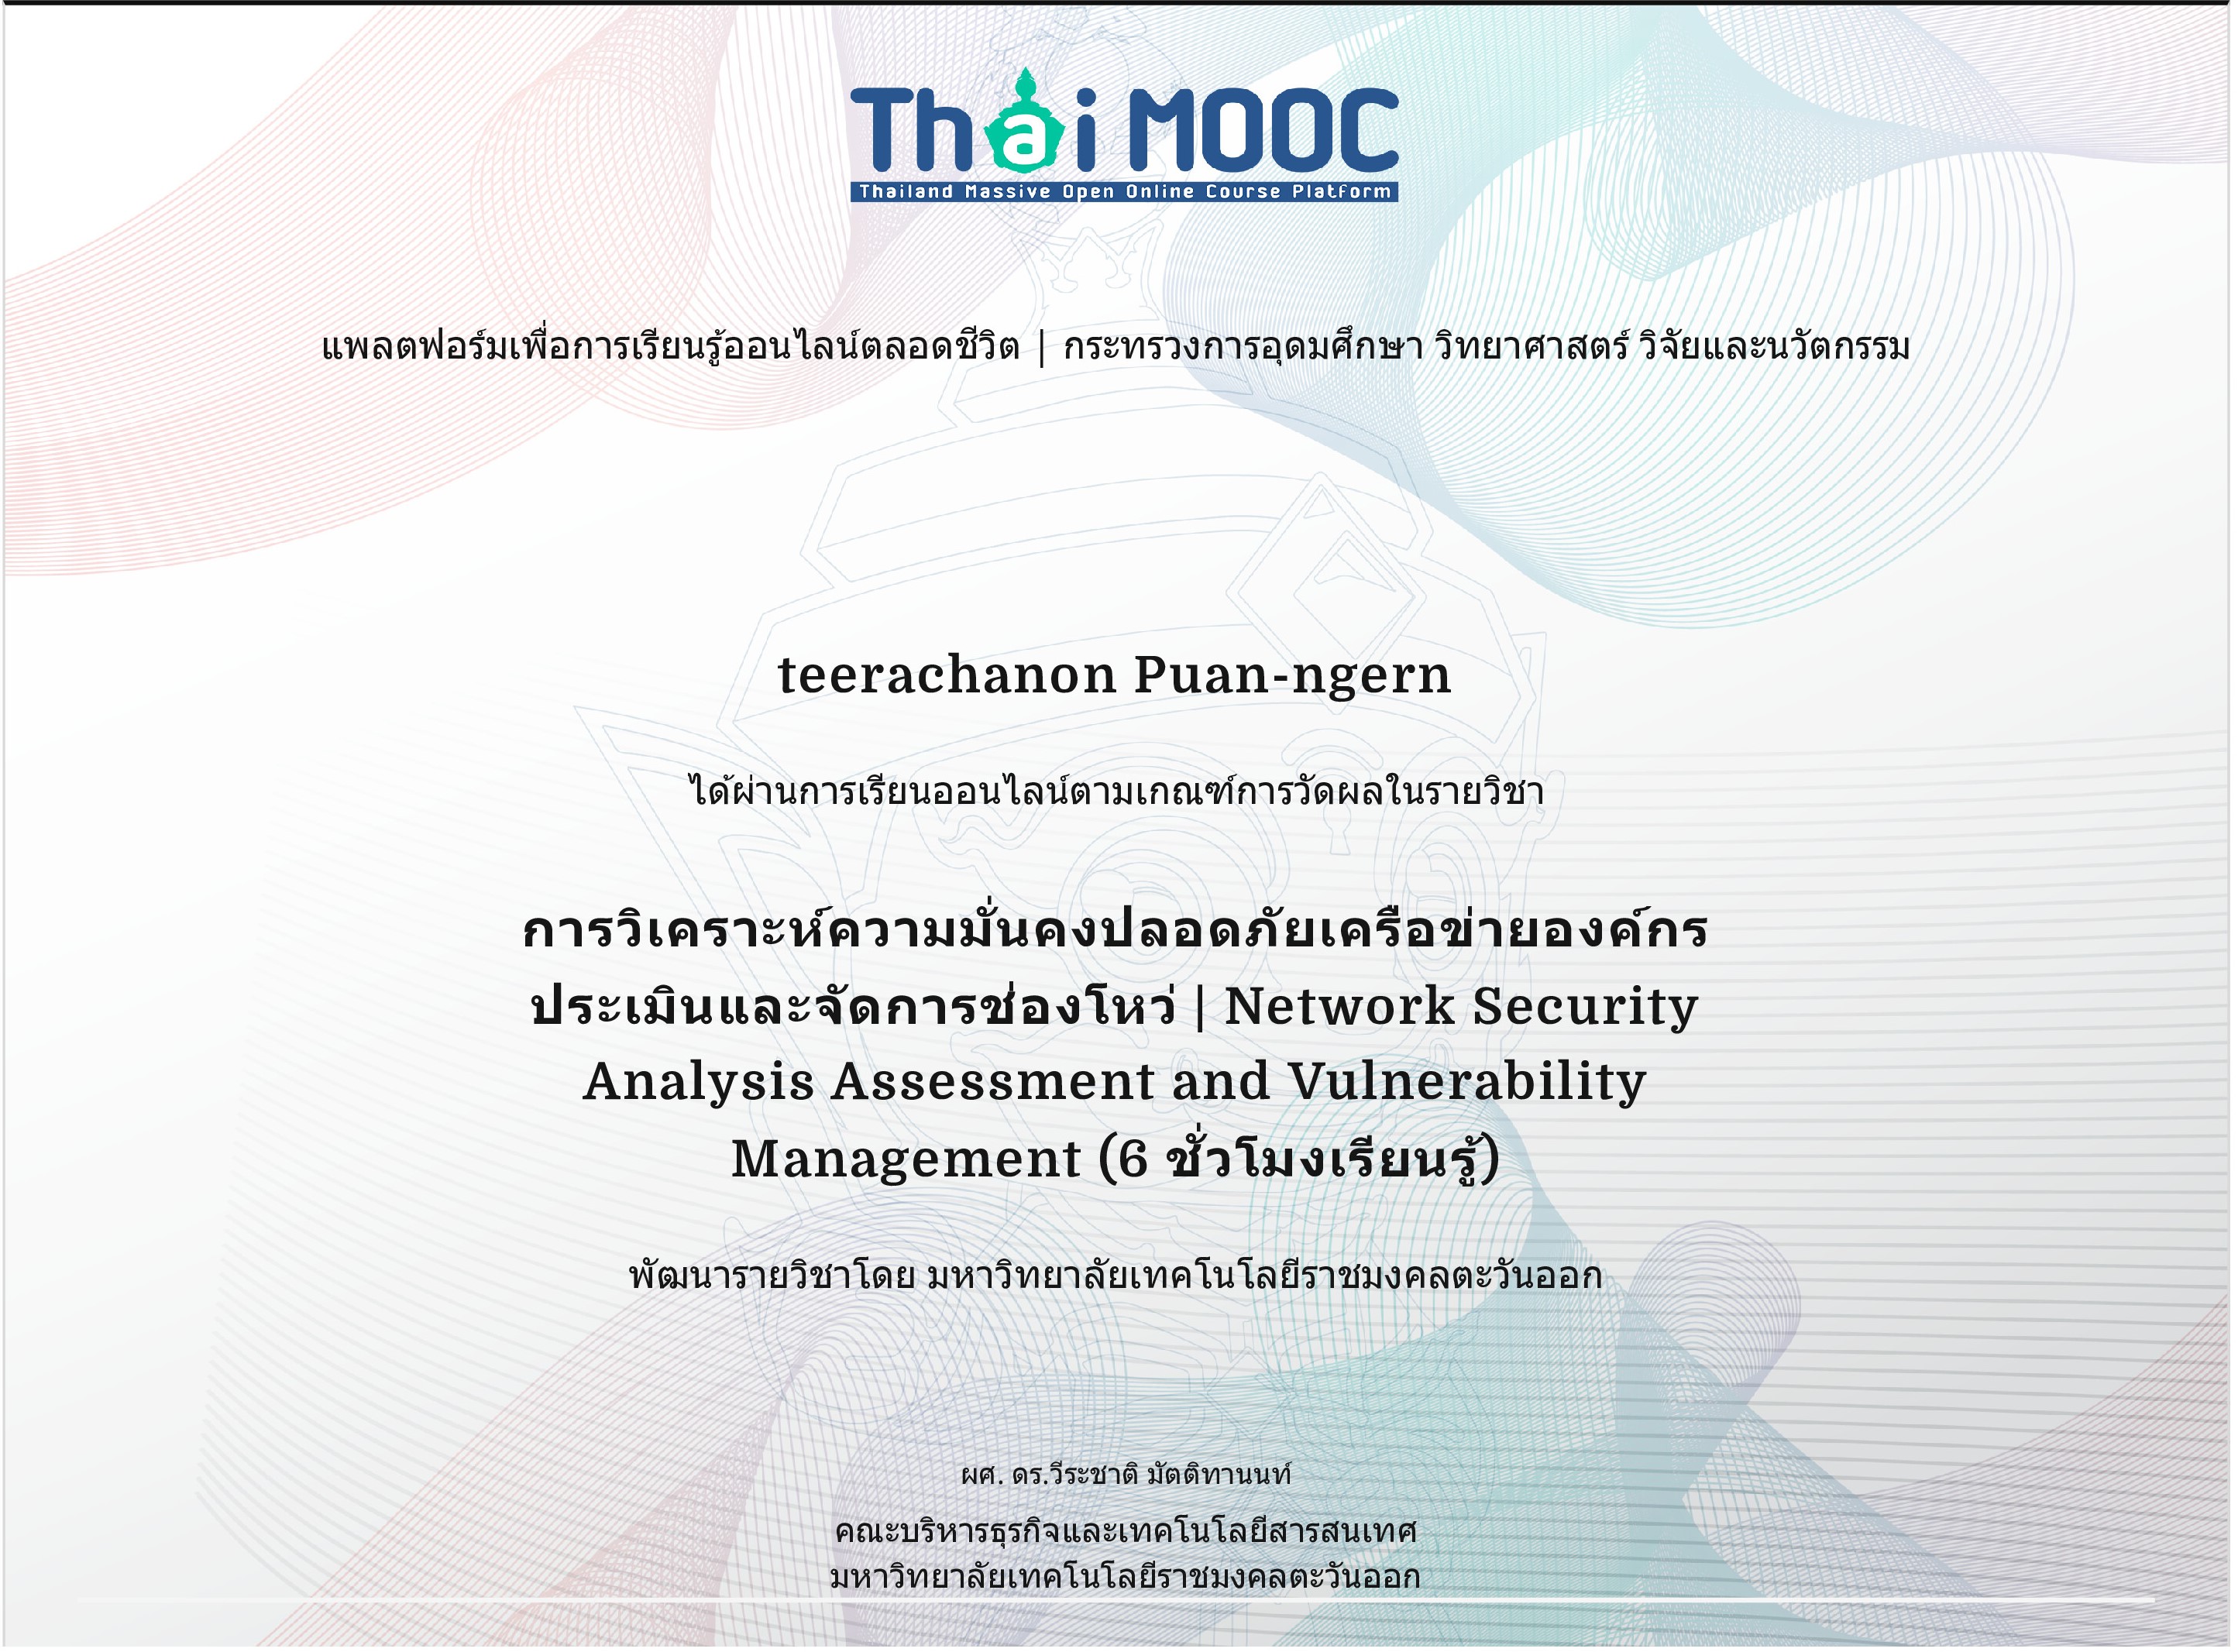 Thai MOOC
Thailand Massive Open Online Course Platform
แพลตฟอร์มเพื่อการเรียนรู้ออนไลน์ตลอดชีวิต | กระทรวงการอุดมศึกษา วิทยาศาสตร์ วิจัยและนวัตกรรม
teerachanon Puan-ngern
ได้ผ่านการเรียนออนไลน์ตามเกณฑ์การวัดผลในรายวิชา
การวิเคราะห์ความมั่นคงปลอดภัยเครือข่ายองค์กร
ประเมินและจัดการช่องโหว่ | Network Security
Analysis Assessment and Vulnerability
Management (6 ชั่วโมงเรียนรู้)
พัฒนารายวิชาโดย มหาวิทยาลัยเทคโนโลยีราชมงคลตะวันออก
ผศ. ดร.วีระชาติ มัตติทานนท์
คณะบริหารธุรกิจและเทคโนโลยีสารสนเทศ
มหาวิทยาลัยเทคโนโลยีราชมงคลตะวันออก